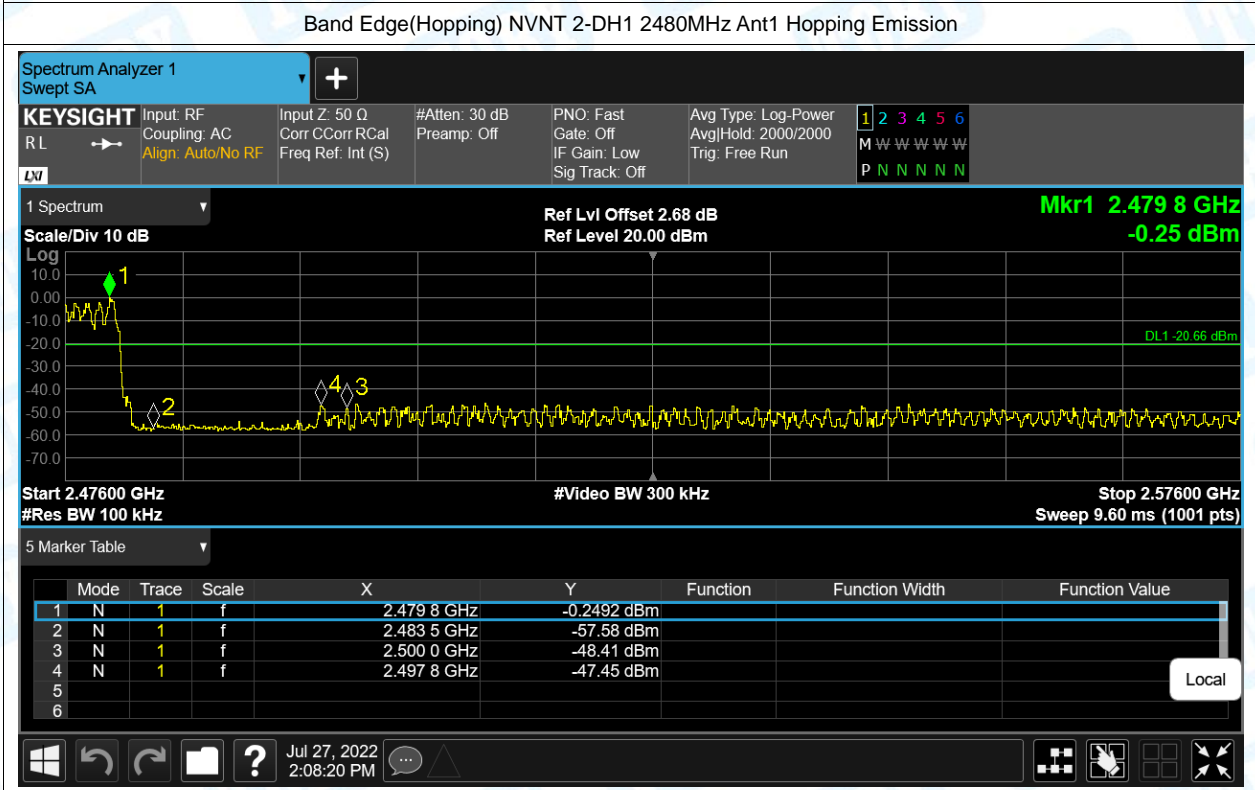 Band Edge(Hopping) NVNT 2-DH1 2480MHz Ant1 Hopping Emission
Spectrum Analyzer 1
Swept SA
+
KEYSIGHT
RL
LXI
Input: RF
Coupling: AC
Align: Auto/No RF
Input Z: 50 Ω
Corr CCorr RCal
Freq Ref: Int (S)
#Atten: 30 dB
Preamp: Off
PNO: Fast
Gate: Off
IF Gain: Low
Sig Track: Off
Avg Type: Log-Power
Avg|Hold: 2000/2000
Trig: Free Run
1 2 3 4 5 6
M W W W W W
P N N N N N
1 Spectrum
Scale/Div 10 dB
Ref Lvl Offset 2.68 dB
Ref Level 20.00 dBm
Mkr1 2.479 8 GHz
-0.25 dBm
Log
10.0
0.00
-10.0
-20.0
-30.0
-40.0
-50.0
-60.0
-70.0
1
2
4
3
DL1 -20.66 dBm
Start 2.47600 GHz
#Video BW 300 kHz
Stop 2.57600 GHz
#Res BW 100 kHz
Sweep 9.60 ms (1001 pts)
5 Marker Table
Mode Trace Scale X Y Function Function Width Function Value
1 N 1 f 2.479 8 GHz -0.2492 dBm
2 N 1 f 2.483 5 GHz -57.58 dBm
3 N 1 f 2.500 0 GHz -48.41 dBm
4 N 1 f 2.497 8 GHz -47.45 dBm
5
6
Local
?
Jul 27, 2022
2:08:20 PM